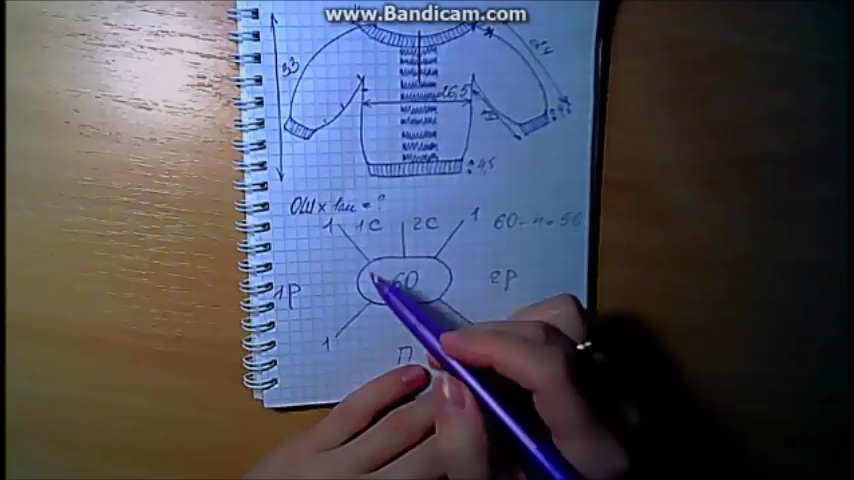 www.Bandicam.com
33
26,5
4,5
ОШ х 1см = ?
1 1С 2С 1 60-4=56
60
1Р 2Р
1
П